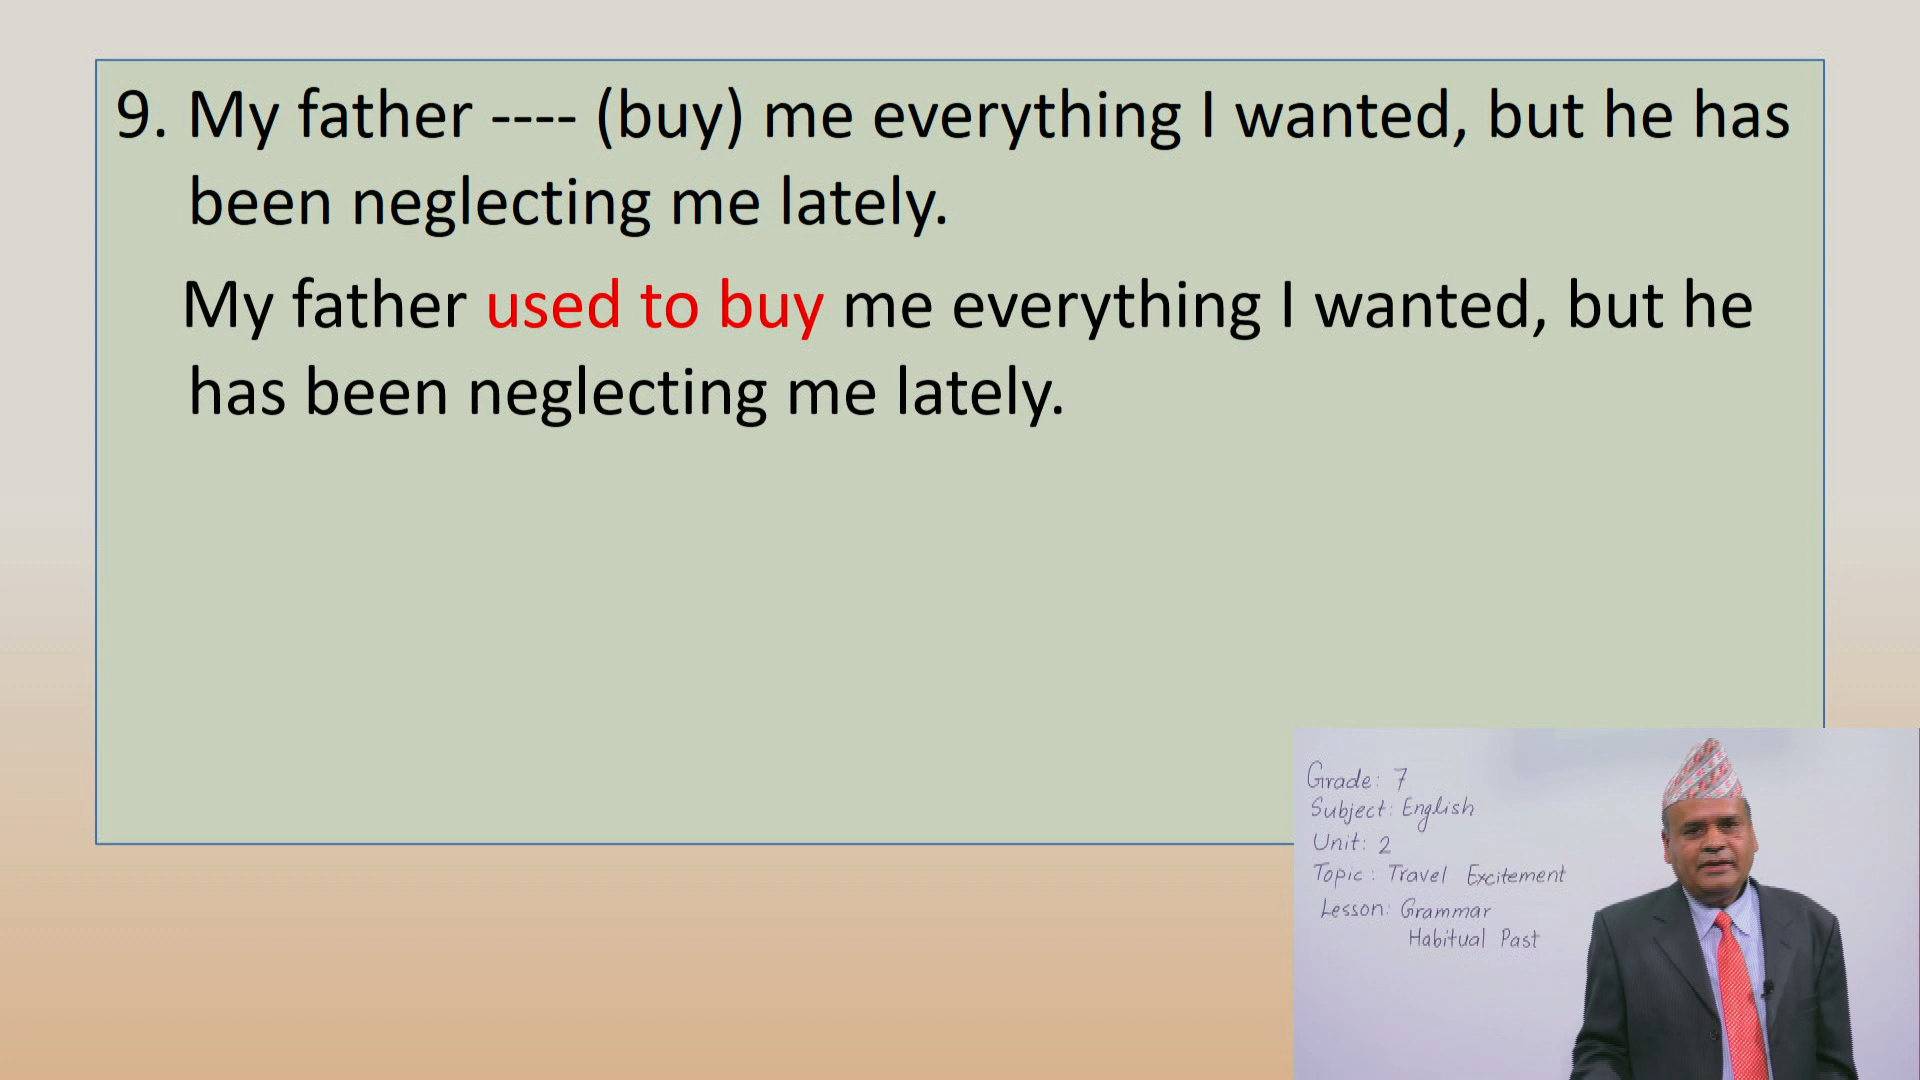 9. My father ---- (buy) me everything I wanted, but he has
been neglecting me lately.
My father used to buy me everything I wanted, but he
has been neglecting me lately.
Grade: 7
Subject: English
Unit: 2
Topic: Travel Excitement
Lesson: Grammar
Habitual Past